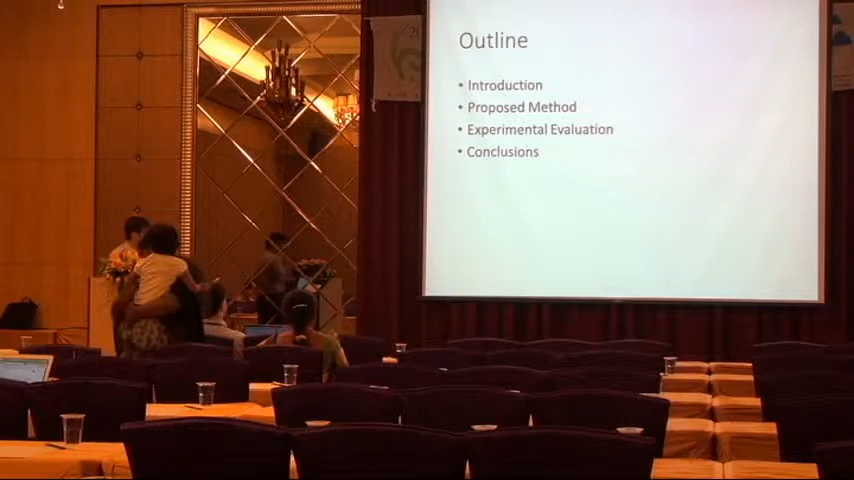 Outline
• Introduction
• Proposed Method
• Experimental Evaluation
• Conclusions